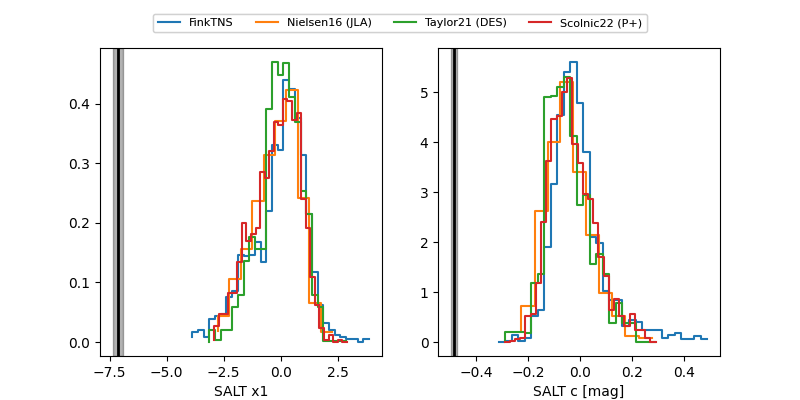 FinkTNS Nielsen16 (JLA) Taylor21 (DES) Scolnic22 (P+)
0.4
0.3
0.2
0.1
0.0
−7.5 −5.0 −2.5 0.0 2.5
SALT x1
5
4
3
2
1
0
−0.4 −0.2 0.0 0.2 0.4
SALT c [mag]